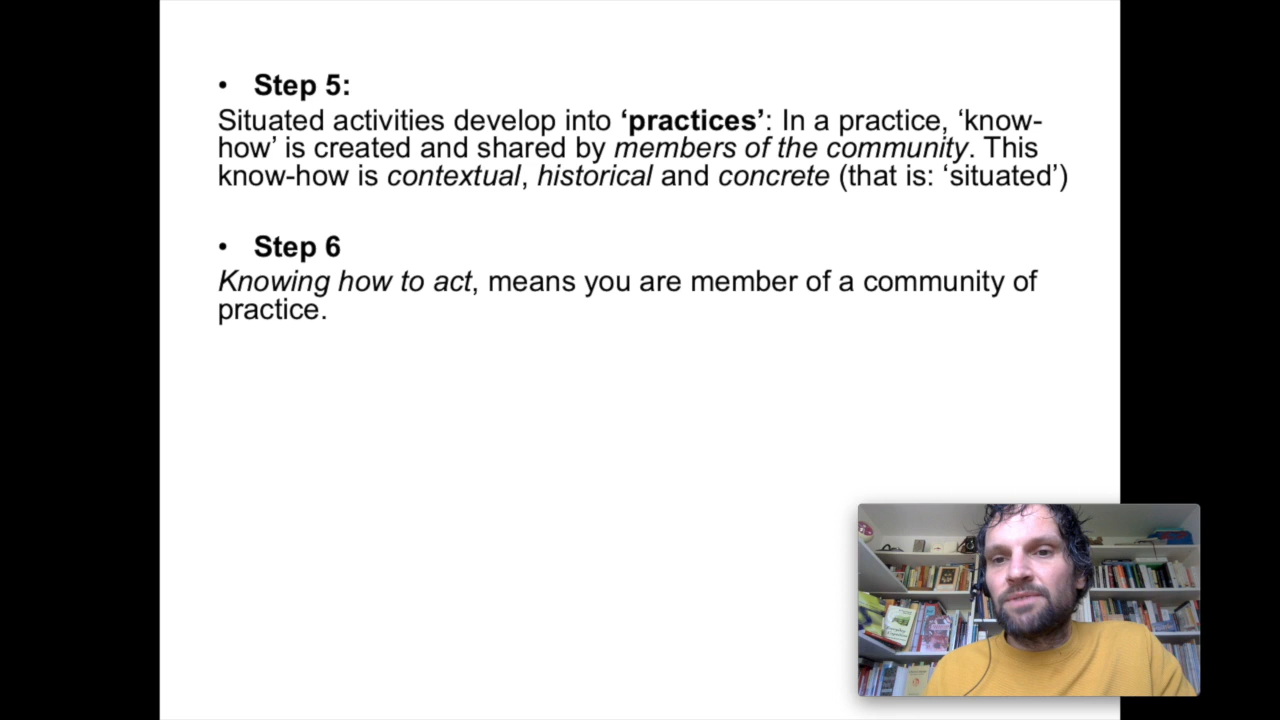 • Step 5:
Situated activities develop into ‘practices’: In a practice, ‘know-
how’ is created and shared by members of the community. This
know-how is contextual, historical and concrete (that is: ‘situated’)
• Step 6
Knowing how to act, means you are member of a community of
practice.